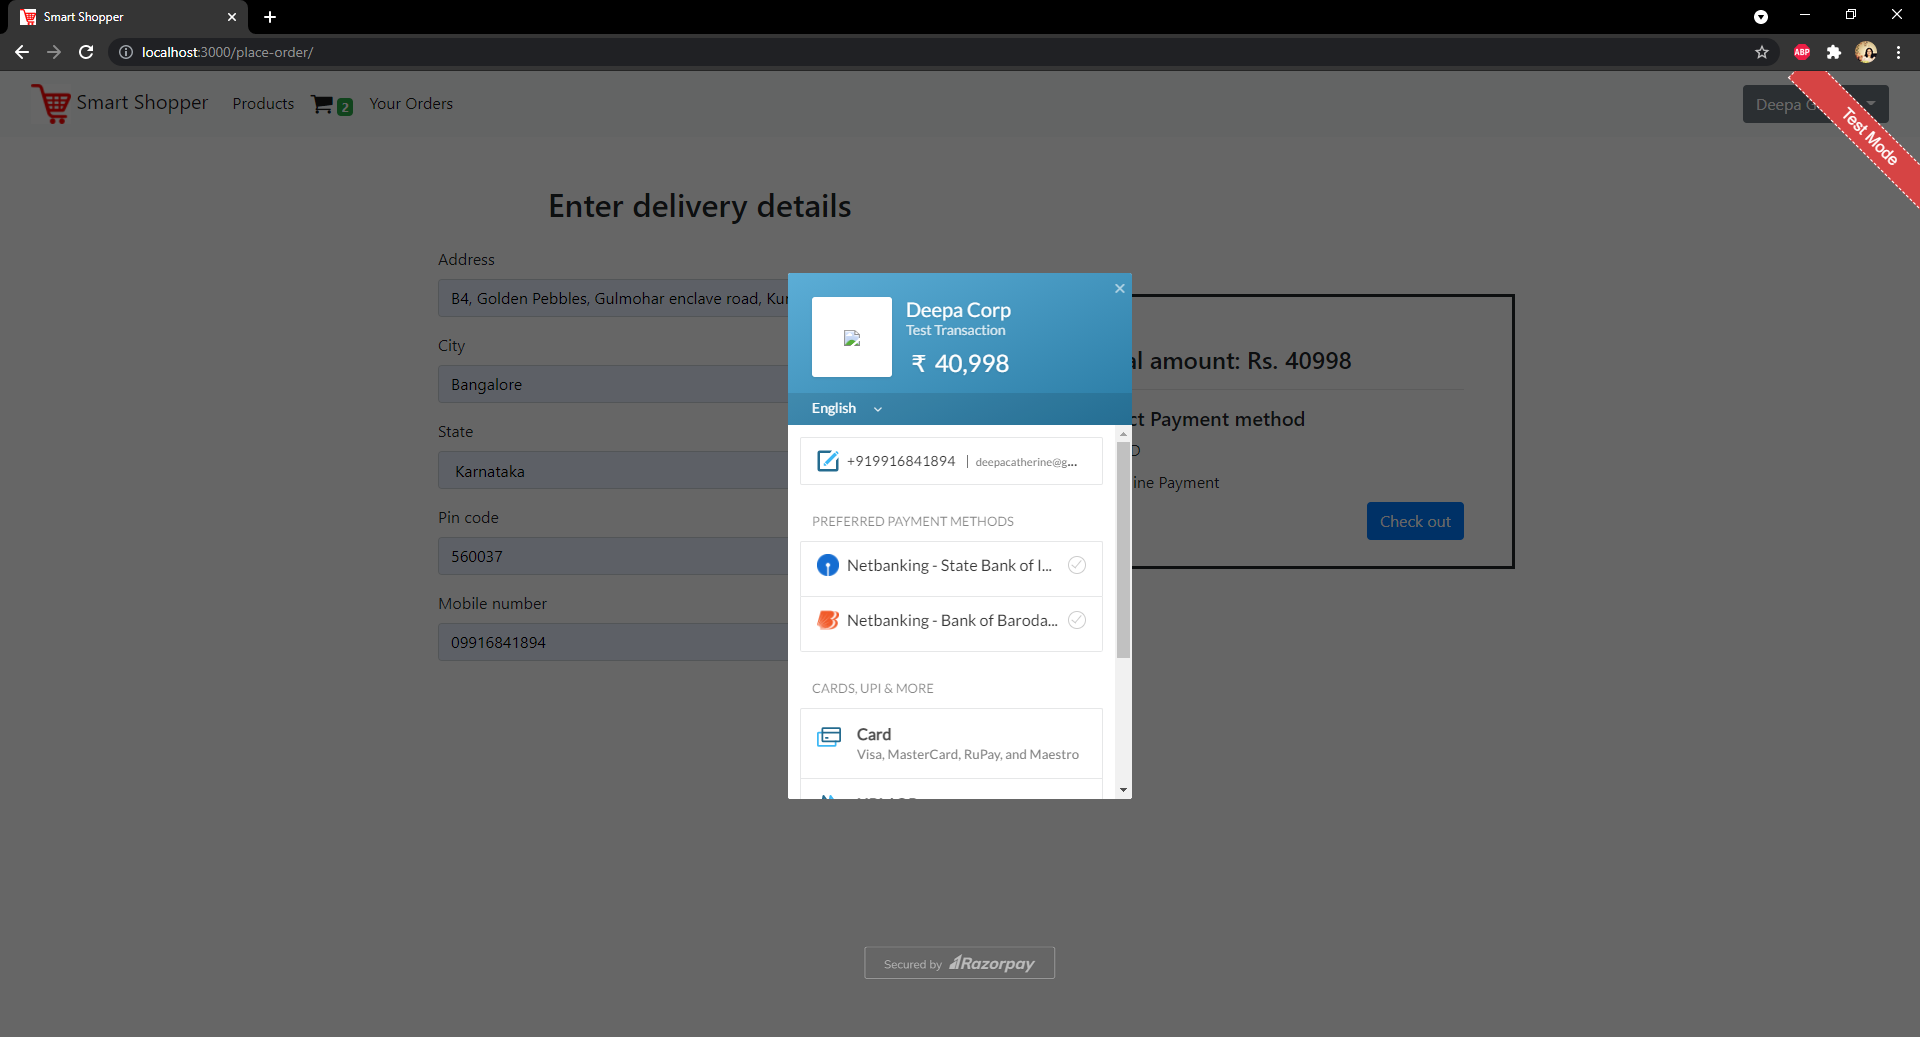 Smart Shopper
localhost:3000/place-order/
ABP
Smart Shopper Products 2 Your Orders
Deepa G
Test Mode
Enter delivery details
Address
B4, Golden Pebbles, Gulmohar enclave road, Kun
City
Bangalore
State
Karnataka
Pin code
560037
Mobile number
09916841894
Deepa Corp
Test Transaction
₹ 40,998
English
+919916841894 | deepacatherine@g...
PREFERRED PAYMENT METHODS
Netbanking - State Bank of I...
Netbanking - Bank of Baroda...
CARDS, UPI & MORE
Card
Visa, MasterCard, RuPay, and Maestro
al amount: Rs. 40998
ct Payment method
D
ine Payment
Check out
Secured by Razorpay